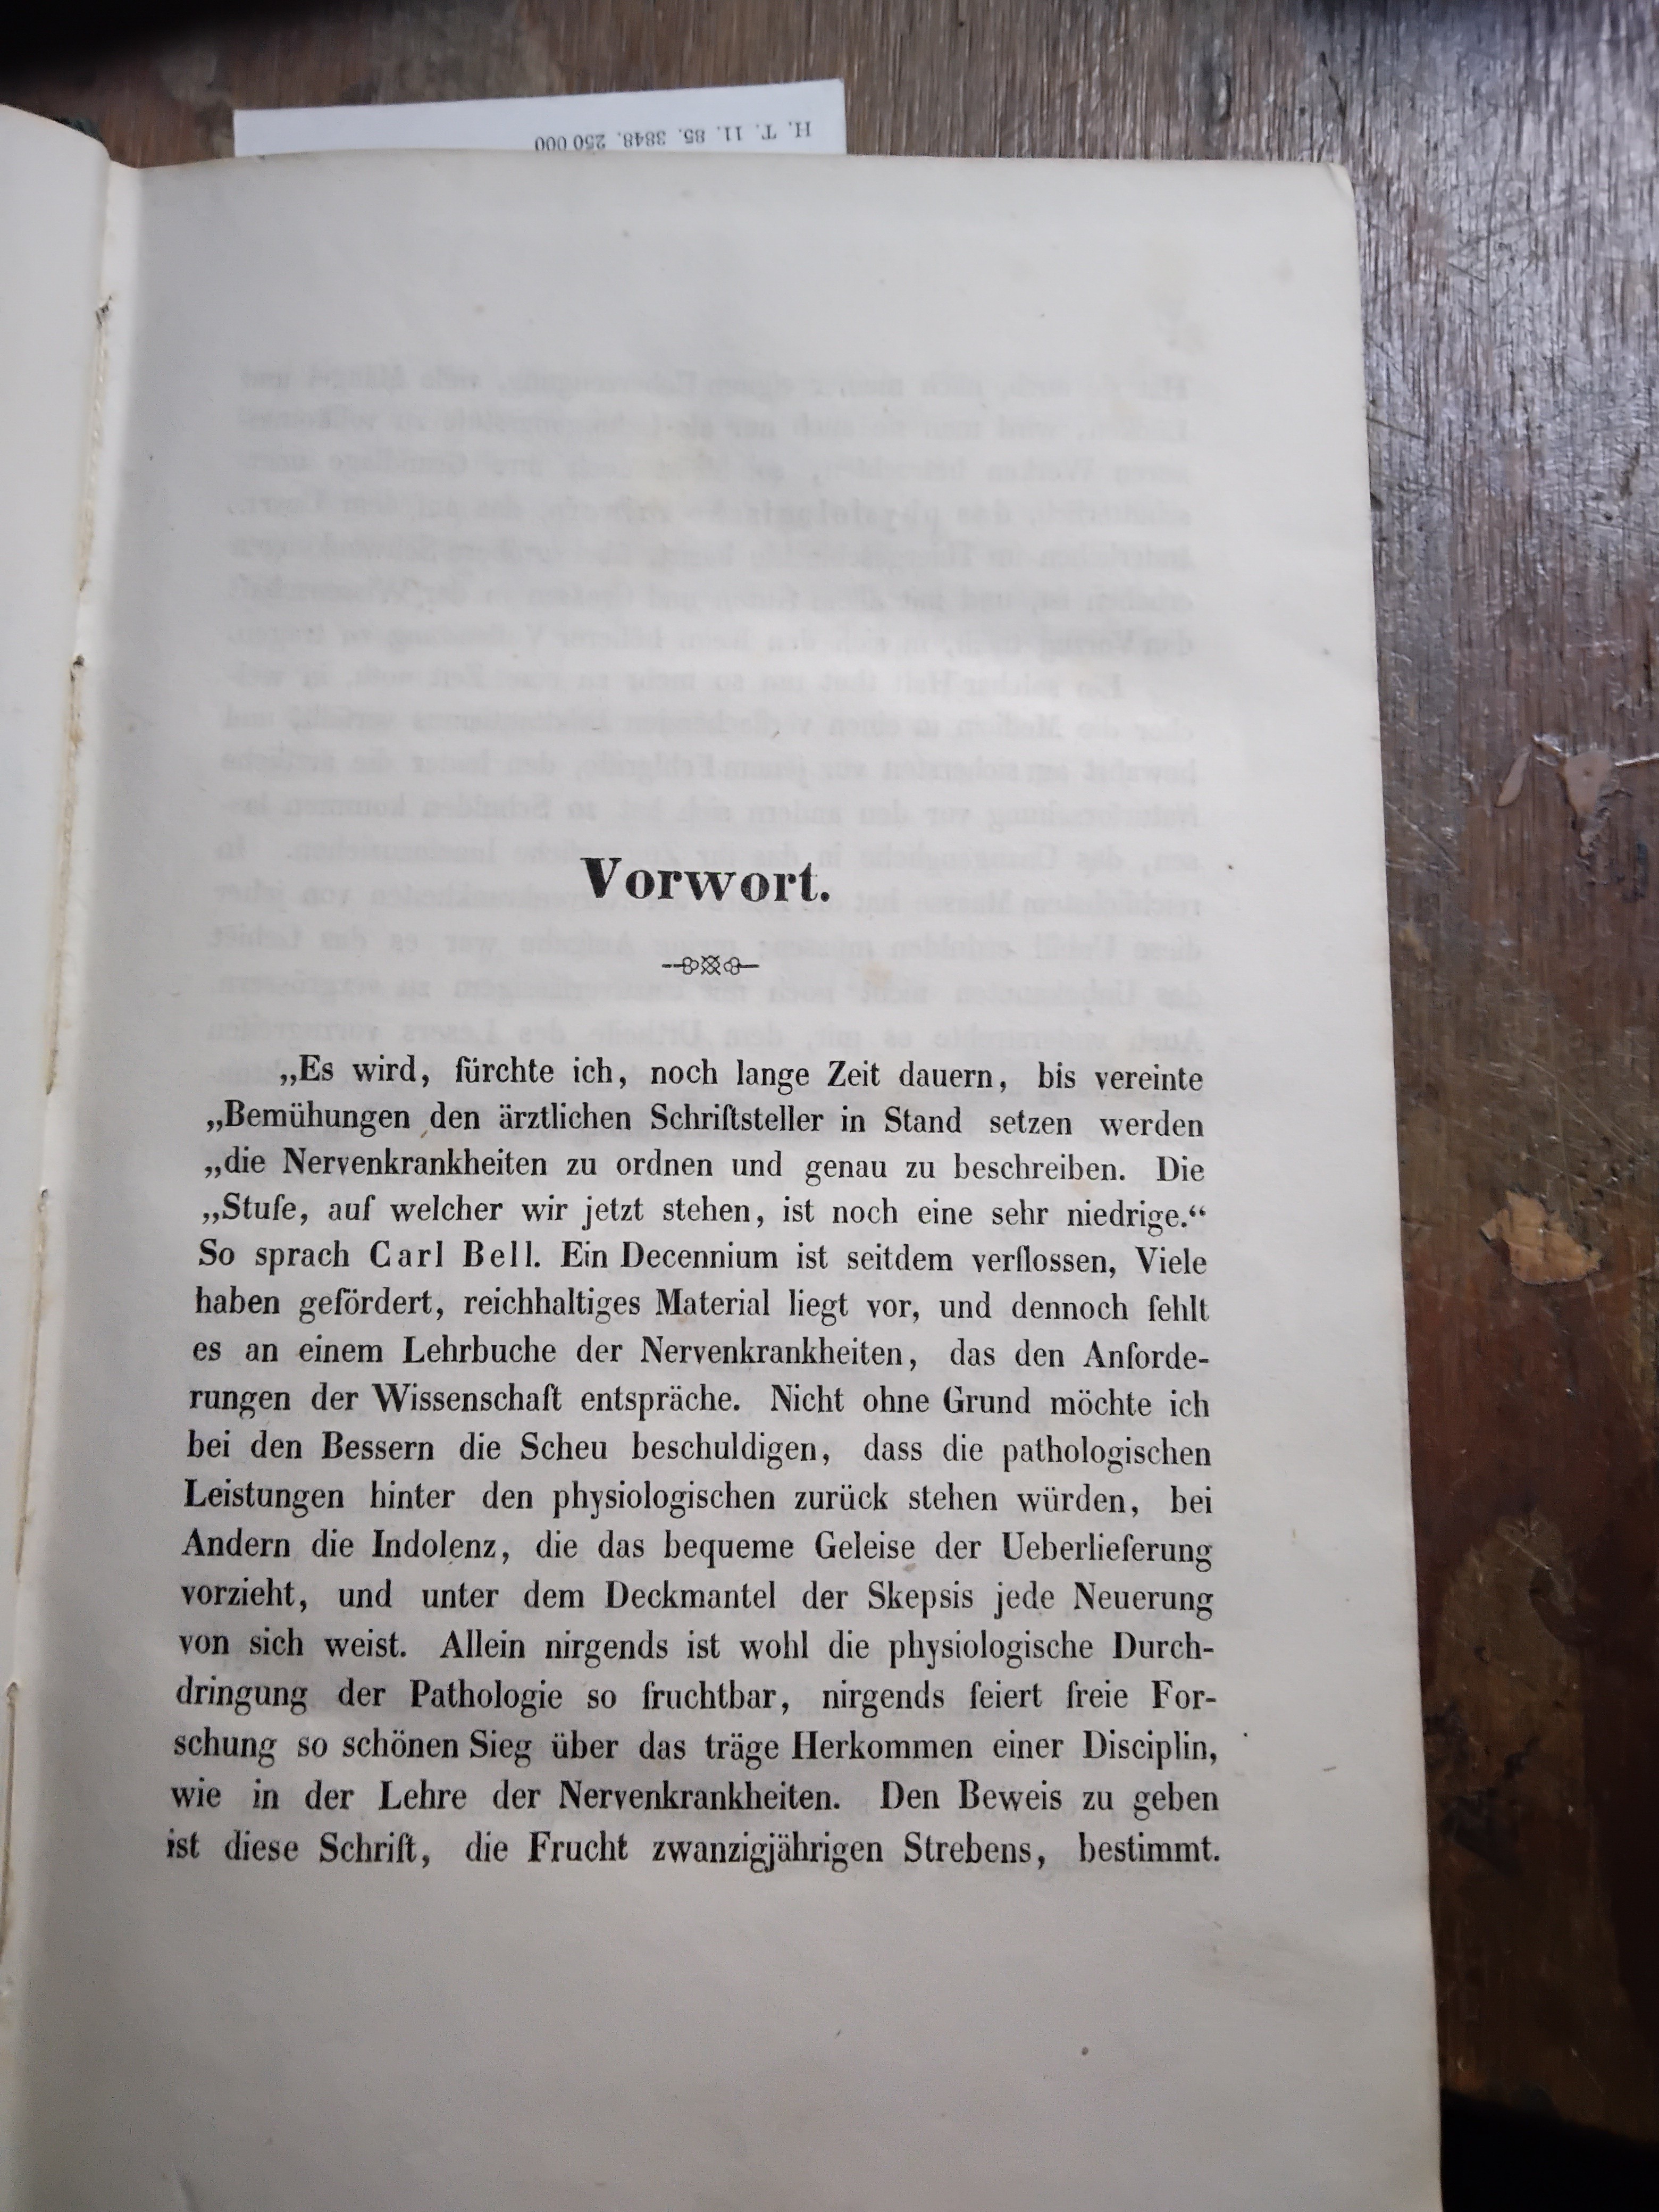 H. T. 11. 85. 3848. 250 000
Vorwort.
„Es wird, fürchte ich, noch lange Zeit dauern, bis vereinte
„Bemühungen den ärztlichen Schriftsteller in Stand setzen werden
„die Nervenkrankheiten zu ordnen und genau zu beschreiben. Die
„Stufe, auf welcher wir jetzt stehen, ist noch eine sehr niedrige.“
So sprach Carl Bell. Ein Decennium ist seitdem verflossen, Viele
haben gefördert, reichhaltiges Material liegt vor, und dennoch fehlt
es an einem Lehrbuche der Nervenkrankheiten, das den Anforde-
rungen der Wissenschaft entspräche. Nicht ohne Grund möchte ich
bei den Bessern die Scheu beschuldigen, dass die pathologischen
Leistungen hinter den physiologischen zurück stehen würden, bei
Andern die Indolenz, die das bequeme Geleise der Ueberlieferung
vorzieht, und unter dem Deckmantel der Skepsis jede Neuerung
von sich weist. Allein nirgends ist wohl die physiologische Durch-
dringung der Pathologie so fruchtbar, nirgends feiert freie For-
schung so schönen Sieg über das träge Herkommen einer Disciplin,
wie in der Lehre der Nervenkrankheiten. Den Beweis zu geben
ist diese Schrift, die Frucht zwanzigjährigen Strebens, bestimmt.